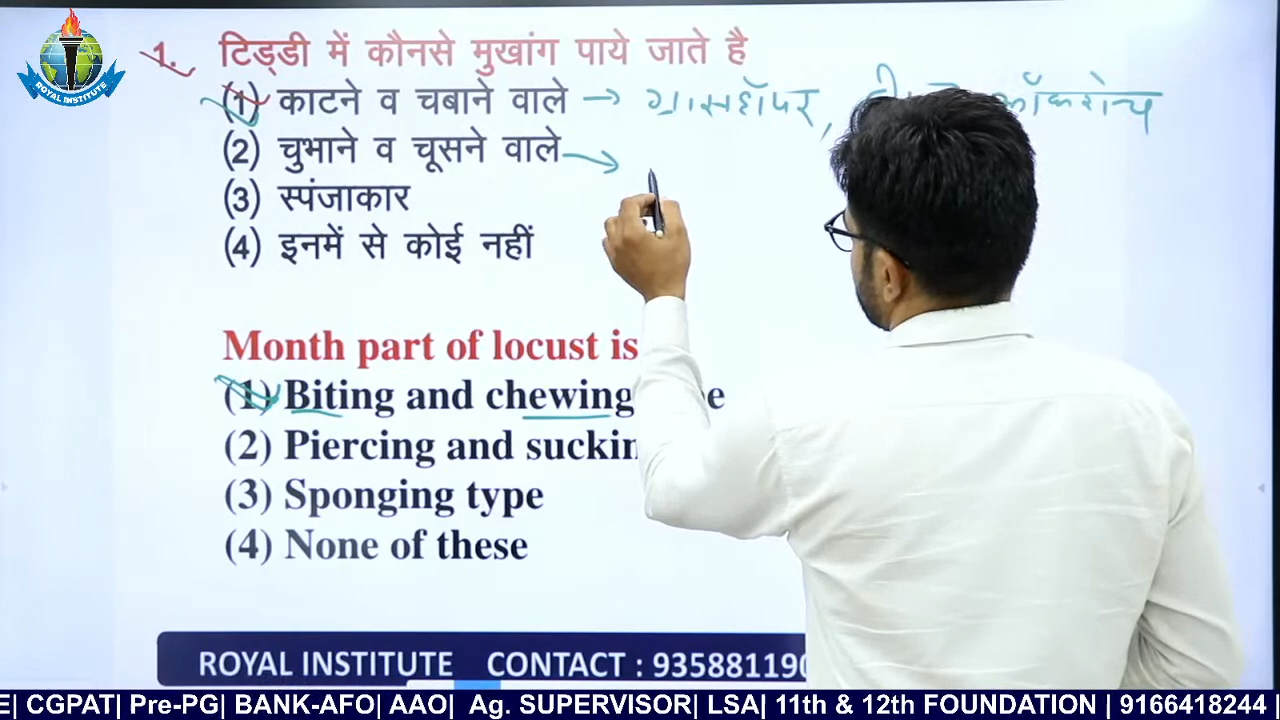 ROYAL INSTITUTE
1. टिड्डी में कौनसे मुखांग पाये जाते है
(1) काटने व चबाने वाले → ग्रासहॉपर, कॉकरोच
(2) चुभाने व चूसने वाले →
(3) स्पंजाकार
(4) इनमें से कोई नहीं
Month part of locust is
(1) Biting and chewing
(2) Piercing and suckin
(3) Sponging type
(4) None of these
ROYAL INSTITUTE CONTACT : 93588119
E| CGPAT| Pre-PG| BANK-AFO| AAO| Ag. SUPERVISOR| LSA| 11th & 12th FOUNDATION | 9166418244 |